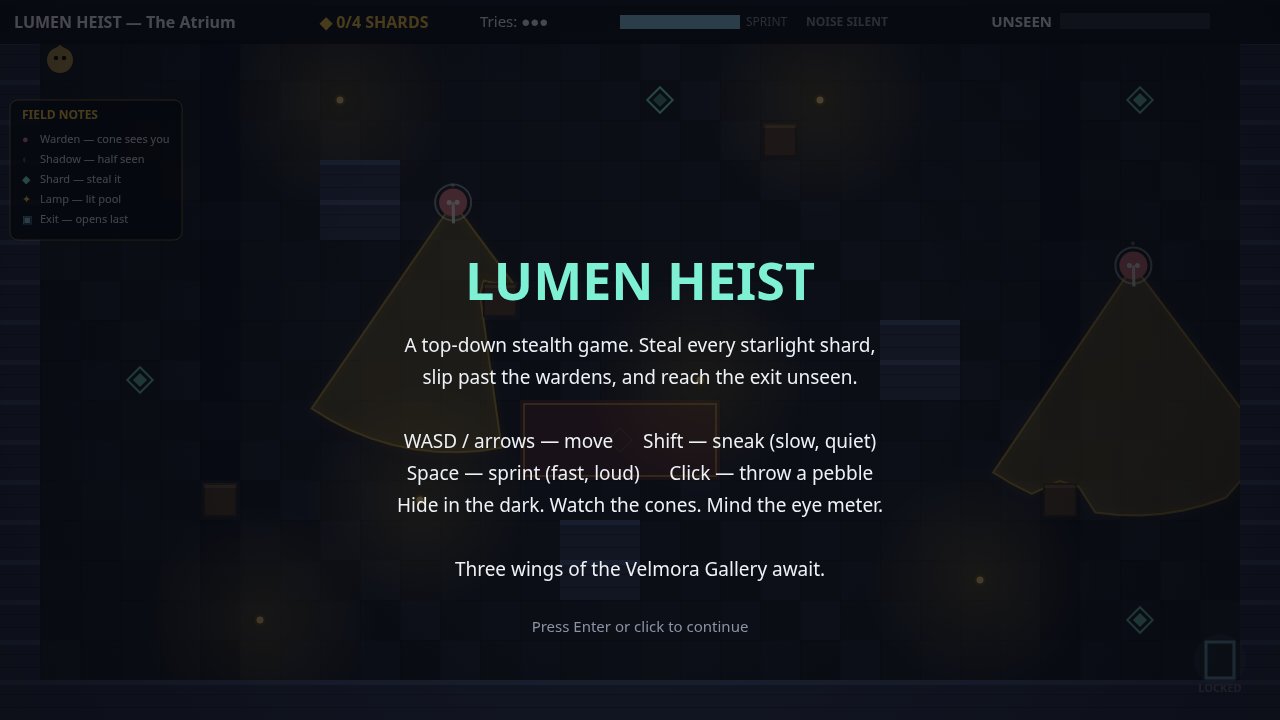 LUMEN HEIST — The Atrium
◆ 0/4 SHARDS
Tries: ●●●
SPRINT
NOISE SILENT
UNSEEN
FIELD NOTES
Warden — cone sees you
Shadow — half seen
Shard — steal it
Lamp — lit pool
Exit — opens last
LUMEN HEIST
A top-down stealth game. Steal every starlight shard,
slip past the wardens, and reach the exit unseen.
WASD / arrows — move Shift — sneak (slow, quiet)
Space — sprint (fast, loud) Click — throw a pebble
Hide in the dark. Watch the cones. Mind the eye meter.
Three wings of the Velmora Gallery await.
Press Enter or click to continue
LOCKED